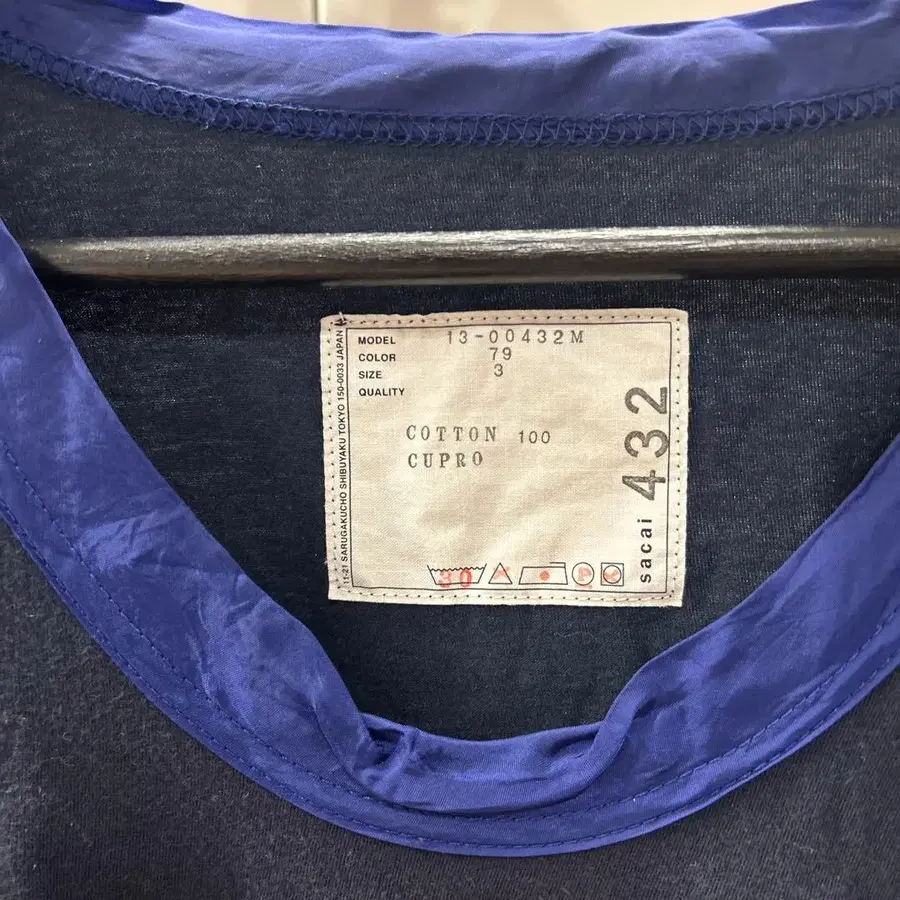 MODEL 13-00432M
COLOR 79
SIZE 3
QUALITY
COTTON 100
CUPRO
30
P
sacai 432
11-21 SARUGAKUCHO SHIBUYAKU TOKYO 150-0033 JAPAN